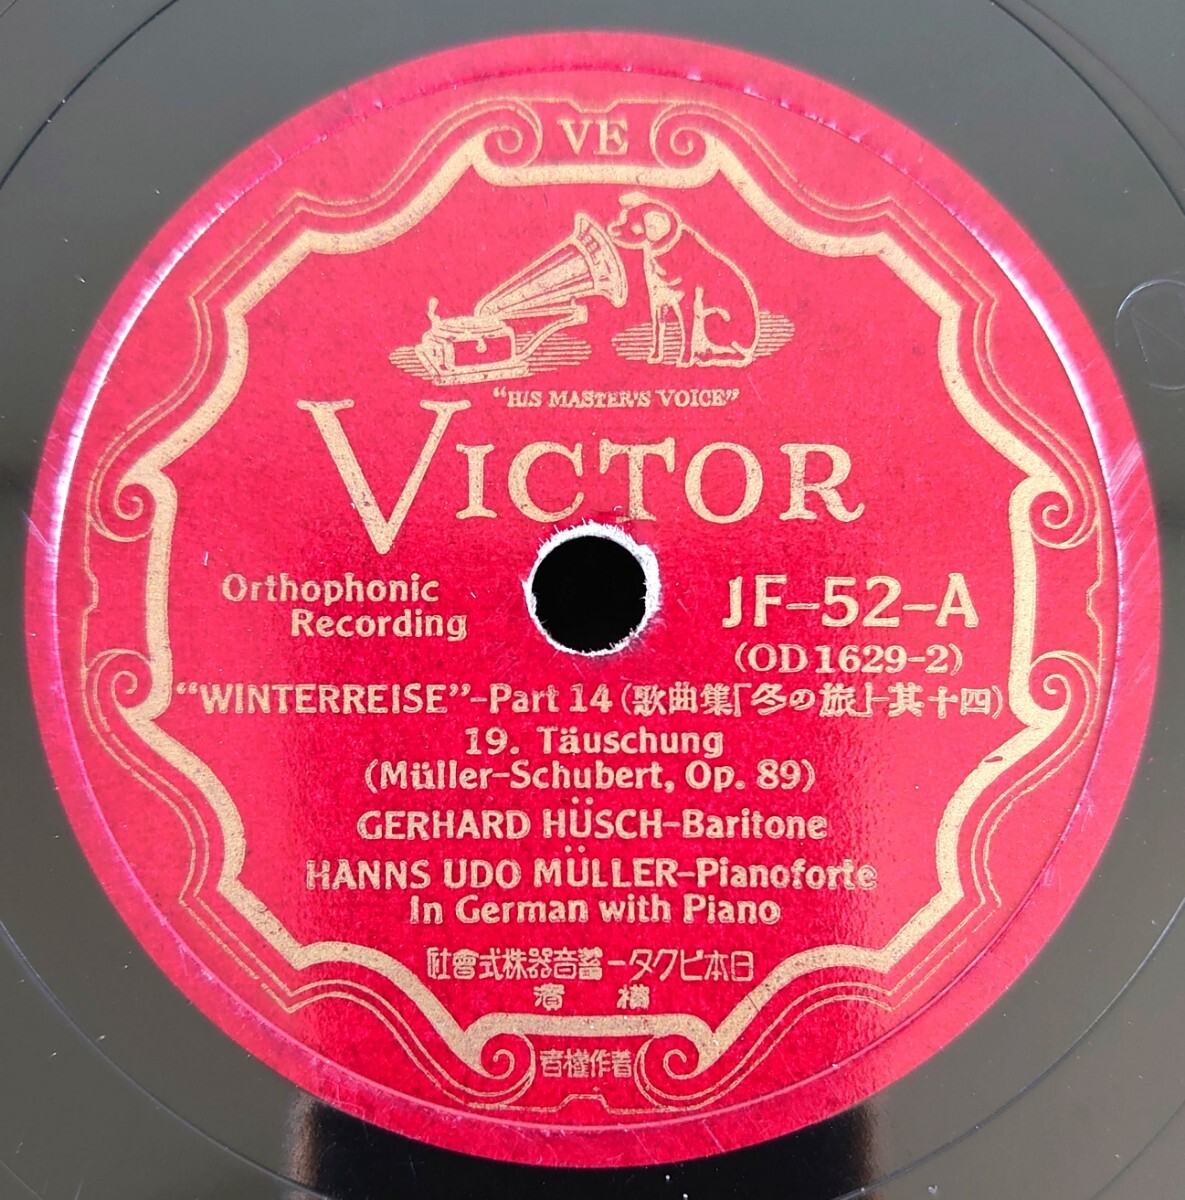 VE
"HIS MASTER'S VOICE"
VICTOR
Orthophonic
Recording
JF-52-A
(OD 1629-2)
"WINTERREISE"-Part 14 (歌曲集「冬の旅」-其十四)
19. Täuschung
(Müller-Schubert, Op. 89)
GERHARD HÜSCH-Baritone
HANNS UDO MÜLLER-Pianoforte
In German with Piano
日本ビクター蓄音器株式會社
横濱
著作權者